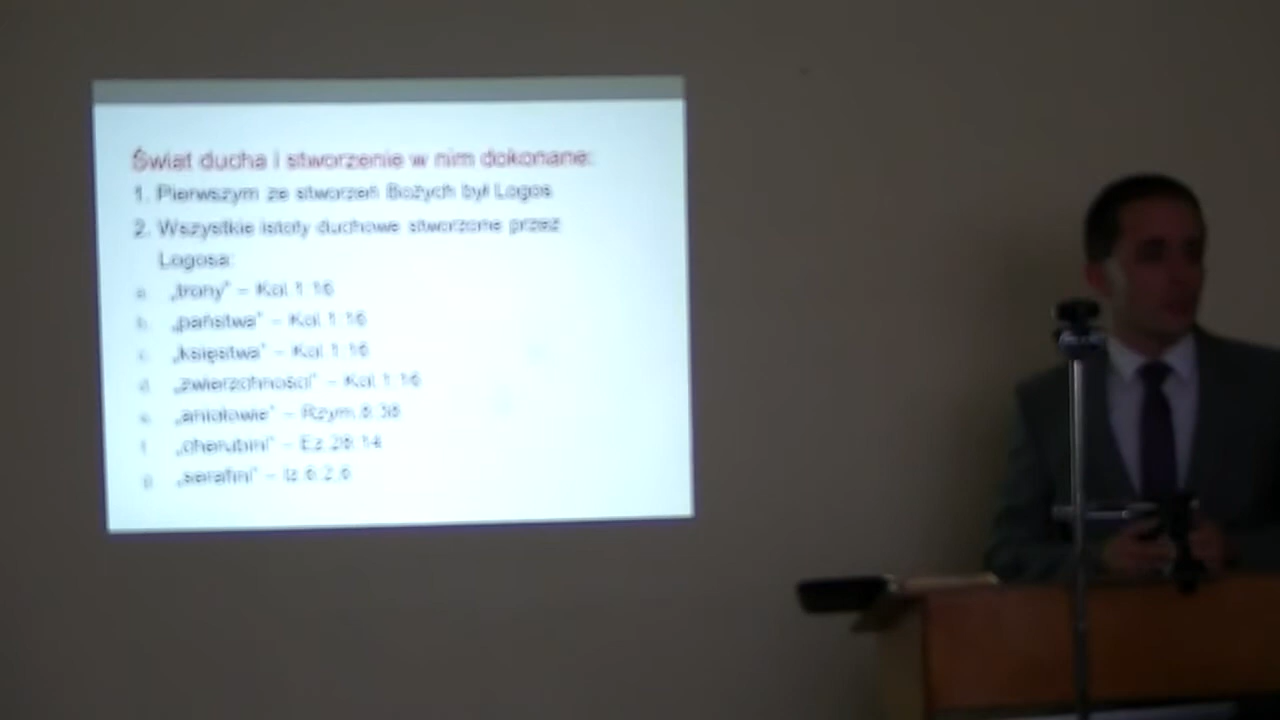 Świat ducha i stworzenie w nim dokonane:
1. Pierwszym ze stworzeń Bożych był Logos
2. Wszystkie istoty duchowe stworzone przez
Logosa:
a. „trony” – Kol.1:16
b. „państwa” – Kol.1:16
c. „księstwa” – Kol.1:16
d. „zwierzchności” – Kol.1:16
e. „aniołowie” – Rzym.8:38
f. „cherubini” – Ez.28:14
g. „serafini” – Iz.6:2,6